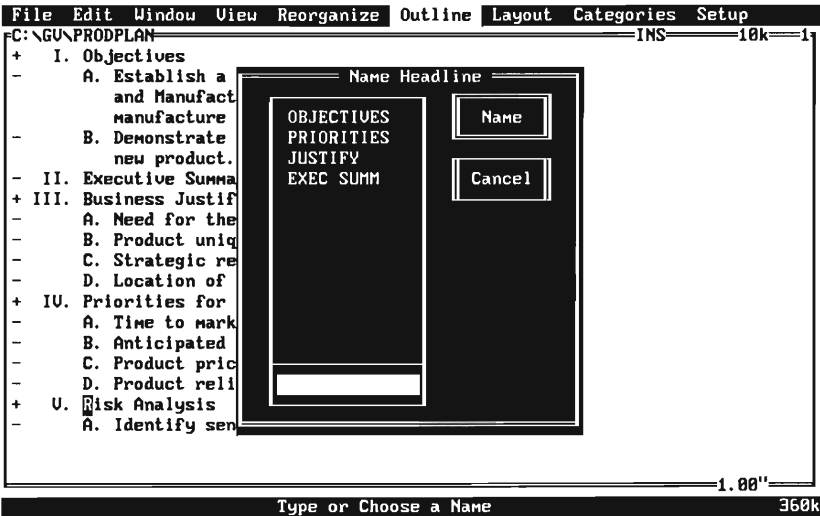 File Edit Window View Reorganize Outline Layout Categories Setup
C:\GV\PRODPLAN INS 10k 1
+ I. Objectives
- A. Establish a
and Manufact
manufacture
- B. Demonstrate
new product.
- II. Executive Summa
+ III. Business Justif
- A. Need for the
- B. Product uniq
- C. Strategic re
- D. Location of
+ IV. Priorities for
- A. Time to mark
- B. Anticipated
- C. Product pric
- D. Product reli
+ V. Risk Analysis
- A. Identify sen
Name Headline
OBJECTIVES
PRIORITIES
JUSTIFY
EXEC SUMM
Name
Cancel
1.00"
Type or Choose a Name 360k